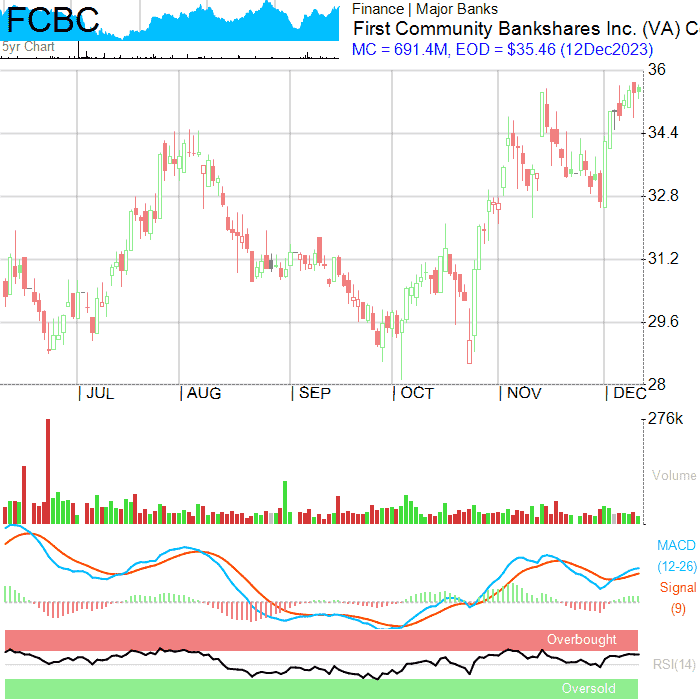 FCBC
5yr Chart
Finance | Major Banks
First Community Bankshares Inc. (VA) C
MC = 691.4M, EOD = $35.46 (12Dec2023)
36
34.4
32.8
31.2
29.6
28
| JUL | AUG | SEP | OCT | NOV | DEC
276k
Volume
MACD
(12-26)
Signal
(9)
Overbought
RSI(14)
Oversold